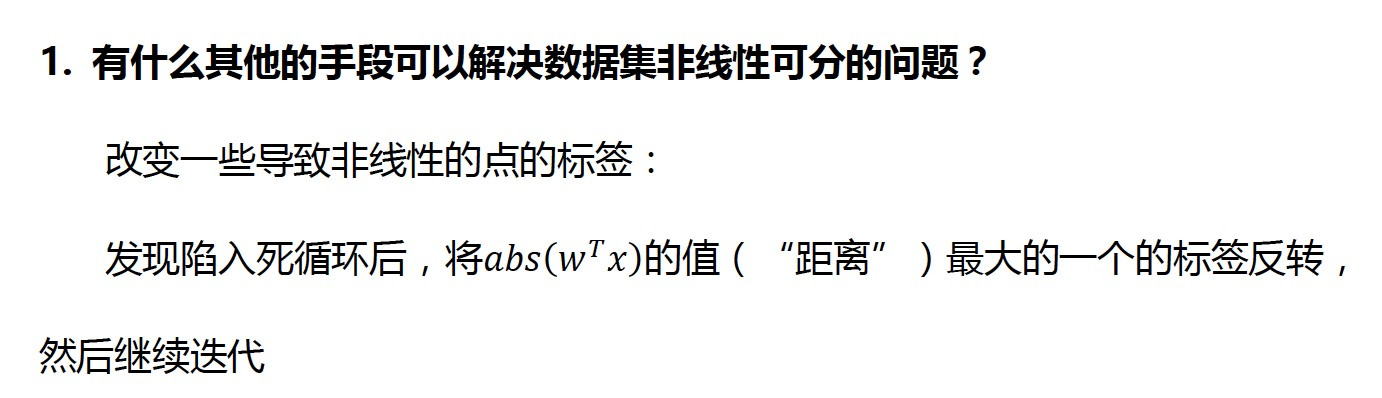 1. 有什么其他的手段可以解决数据集非线性可分的问题？
改变一些导致非线性的点的标签：
发现陷入死循环后，将abs(wᵀx)的值（“距离”）最大的一个的标签反转，
然后继续迭代